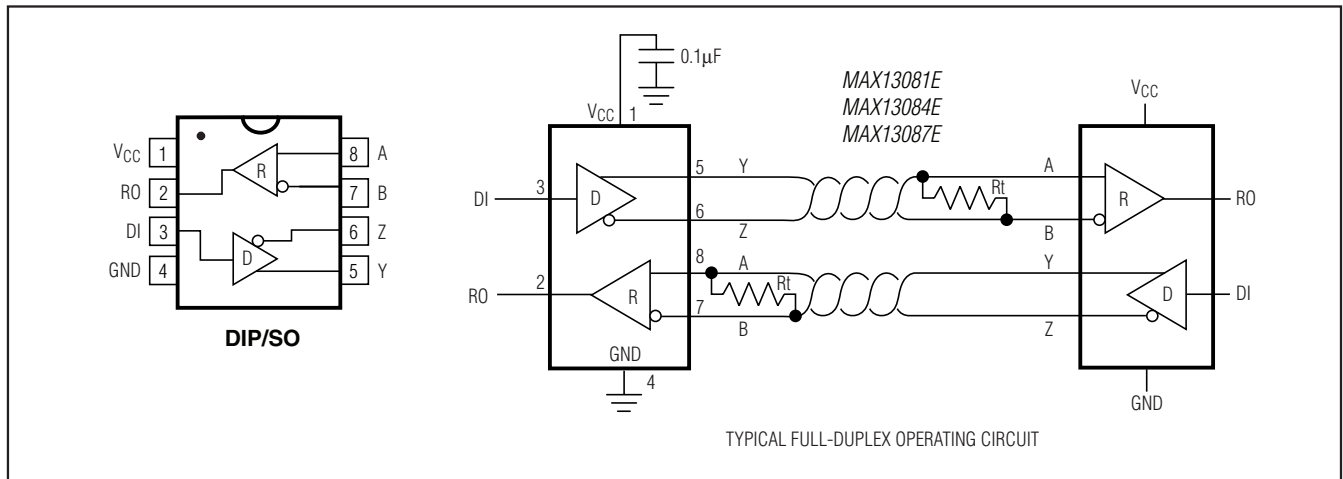 VCC 1
RO 2
DI 3
GND 4
R
D
8 A
7 B
6 Z
5 Y
DIP/SO
0.1µF
VCC 1
DI 3
D
5 Y
6 Z
RO 2
R
8 A
7 B
Rt
GND
4
MAX13081E
MAX13084E
MAX13087E
Rt
VCC
A
B
R
RO
Y
Z
D
DI
GND
TYPICAL FULL-DUPLEX OPERATING CIRCUIT